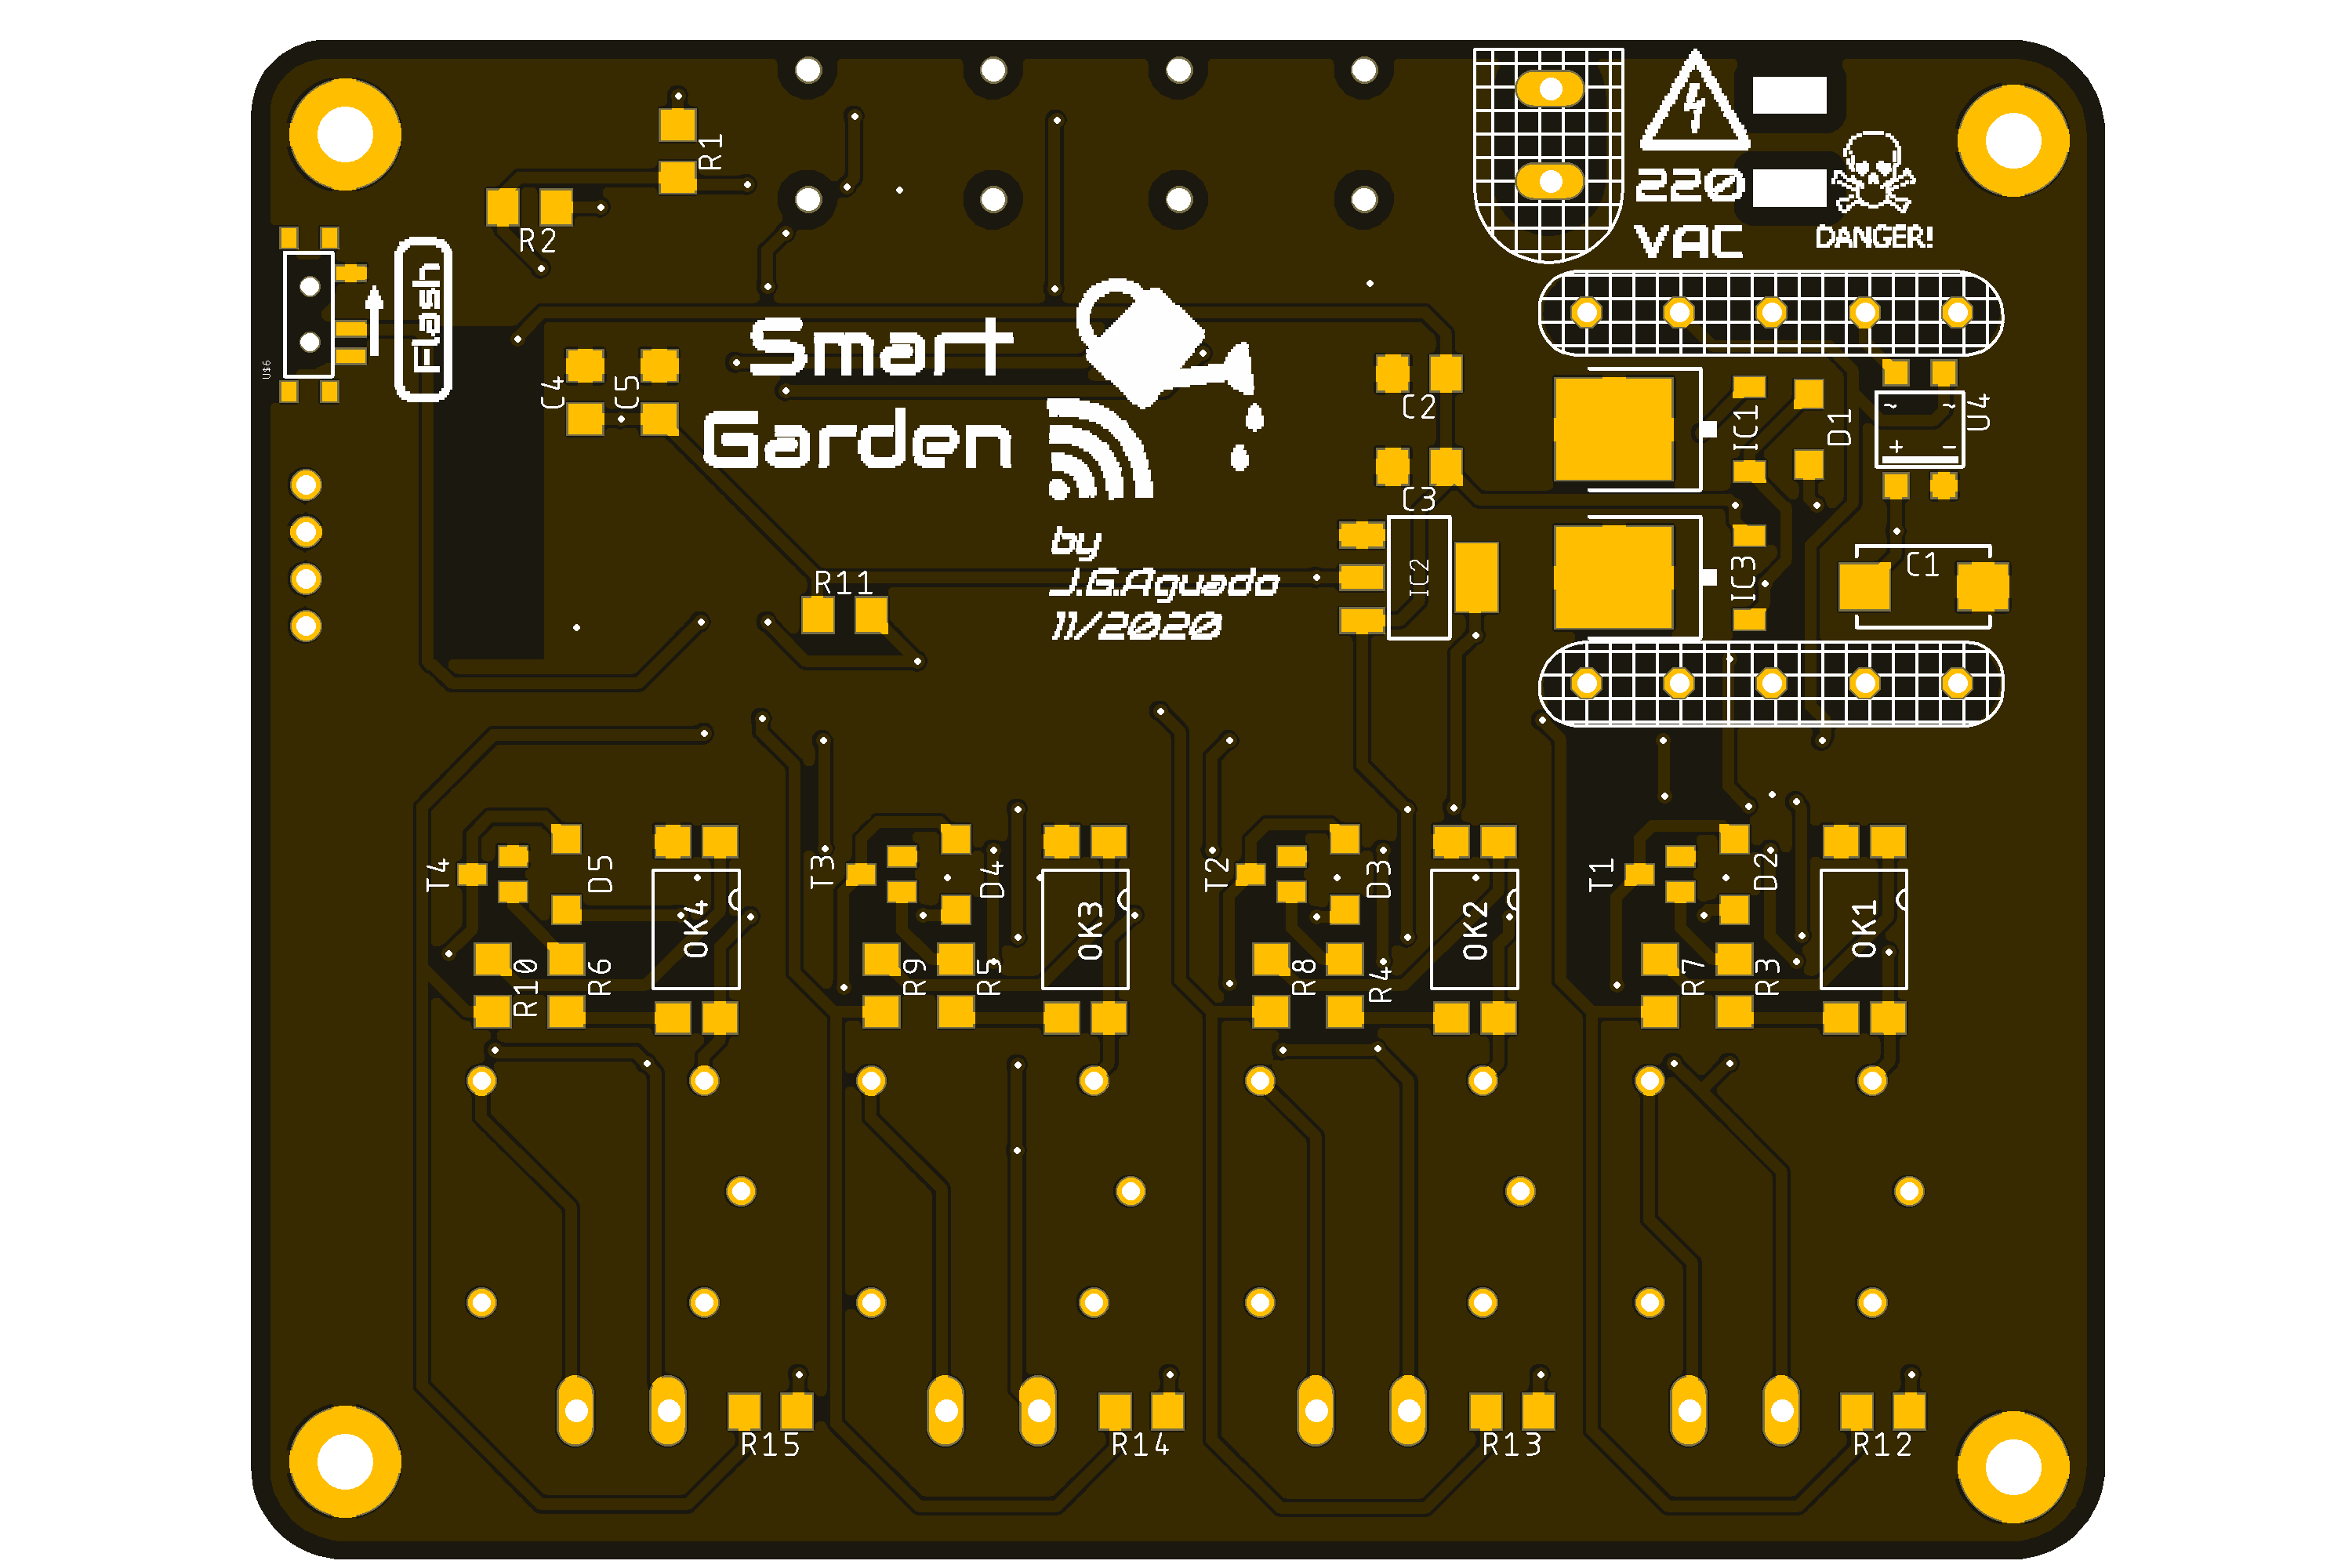 R1
220
R2
VAC
DANGER!
Flash
Smart
U$6
C4
C5
C2
IC1
D1
U4
~ ~
+ -
Garden
C3
by
J.G.Aguado
11/2020
R11
IC2
IC3
C1
T4
D5
OK4
T3
D4
OK3
T2
D3
OK2
T1
D2
OK1
R10
R6
R9
R5
R8
R4
R7
R3
R15
R14
R13
R12